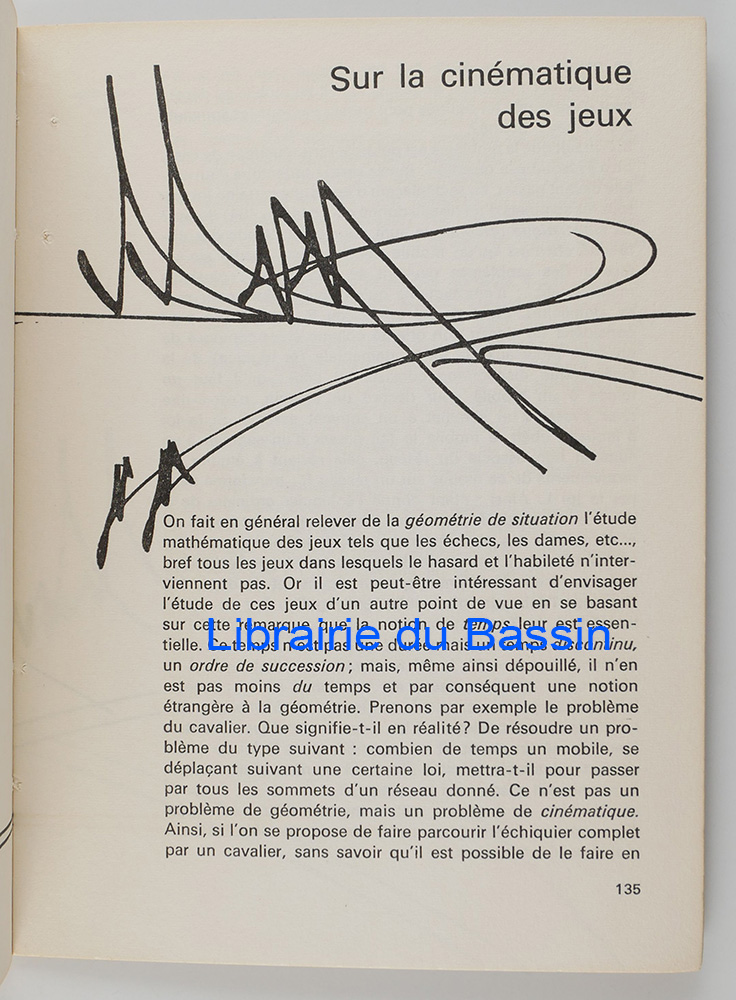 Sur la cinématique
des jeux
On fait en général relever de la géométrie de situation l'étude
mathématique des jeux tels que les échecs, les dames, etc...,
bref tous les jeux dans lesquels le hasard et l'habileté n'inter-
viennent pas. Or il est peut-être intéressant d'envisager
l'étude de ces jeux d'un autre point de vue en se basant
sur cette remarque que la notion de temps leur est essen-
tielle. Ce temps n'est pas une durée mais un temps discontinu,
Librairie du Bassin
un ordre de succession ; mais, même ainsi dépouillé, il n'en
est pas moins du temps et par conséquent une notion
étrangère à la géométrie. Prenons par exemple le problème
du cavalier. Que signifie-t-il en réalité? De résoudre un pro-
blème du type suivant : combien de temps un mobile, se
déplaçant suivant une certaine loi, mettra-t-il pour passer
par tous les sommets d'un réseau donné. Ce n'est pas un
problème de géométrie, mais un problème de cinématique.
Ainsi, si l'on se propose de faire parcourir l'échiquier complet
par un cavalier, sans savoir qu'il est possible de le faire en
135